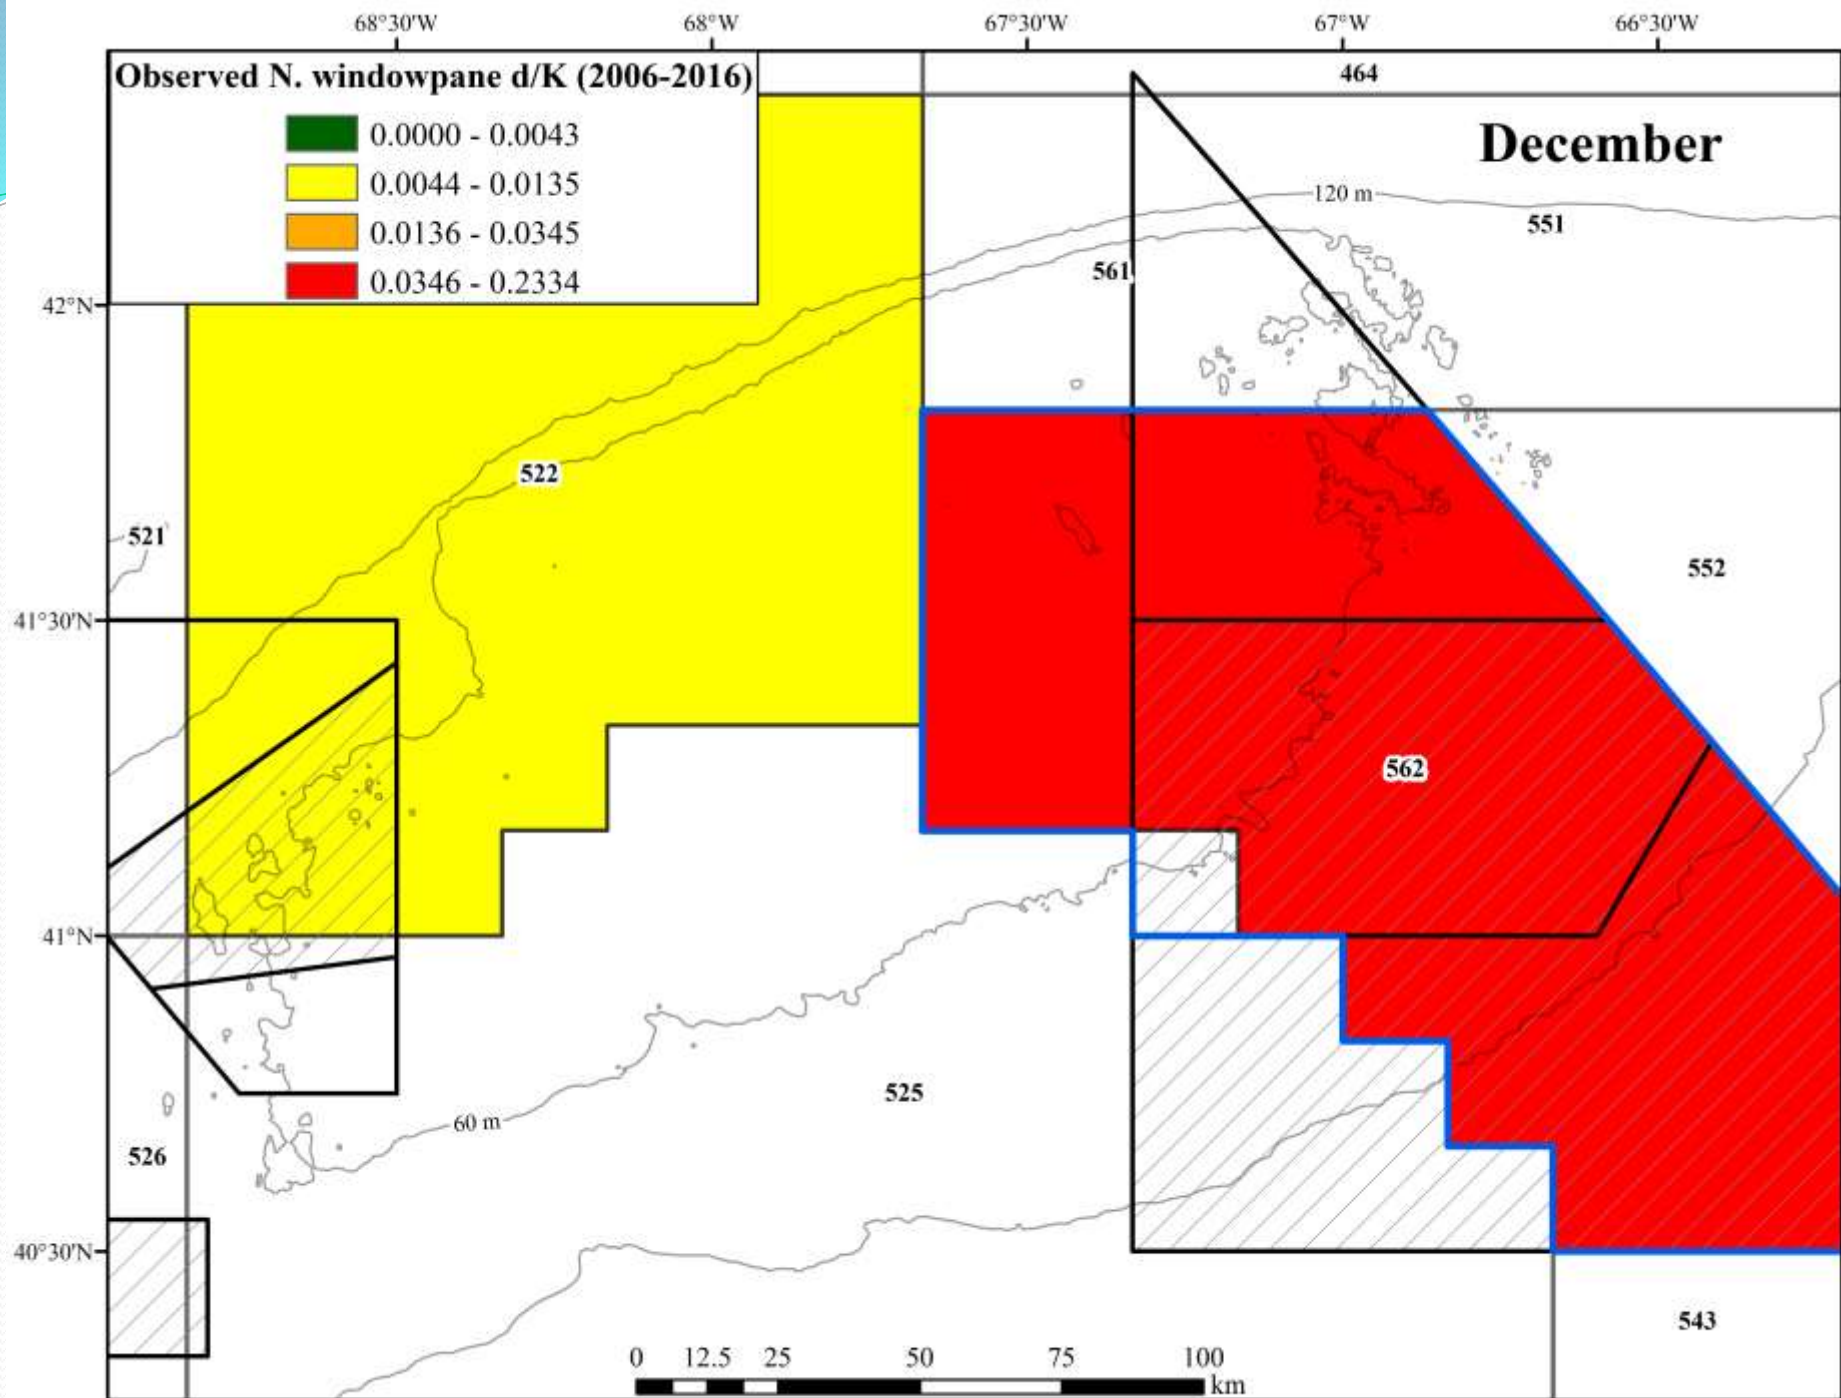 68°30'W 68°W 67°30'W 67°W 66°30'W
Observed N. windowpane d/K (2006-2016)
0.0000 - 0.0043
0.0044 - 0.0135
0.0136 - 0.0345
0.0346 - 0.2334
464
December
120 m
551
561
42°N
522
521
552
41°30'N
562
41°N
525
60 m
526
40°30'N
543
0 12.5 25 50 75 100
km